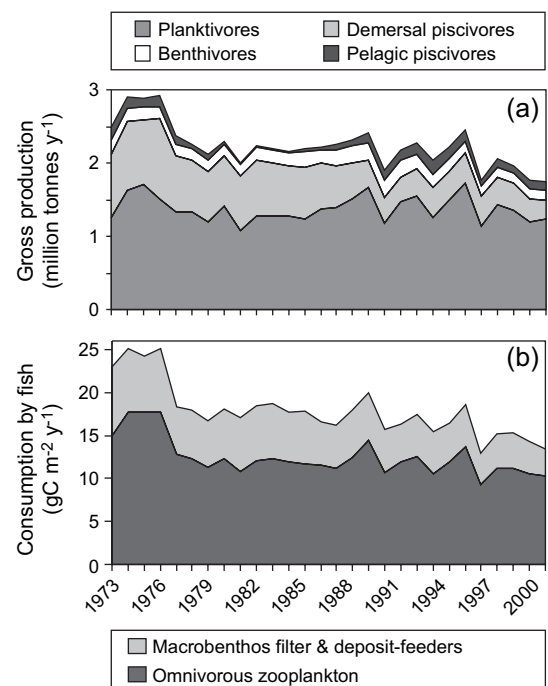 Planktivores Demersal piscivores
Benthivores Pelagic piscivores
(a)
Gross production
(million tonnes y-1)
3
2
1
0
(b)
Consumption by fish
(gC m-2 y-1)
25
20
15
10
5
0
1973 1976 1979 1982 1985 1988 1991 1994 1997 2000
Macrobenthos filter & deposit-feeders
Omnivorous zooplankton